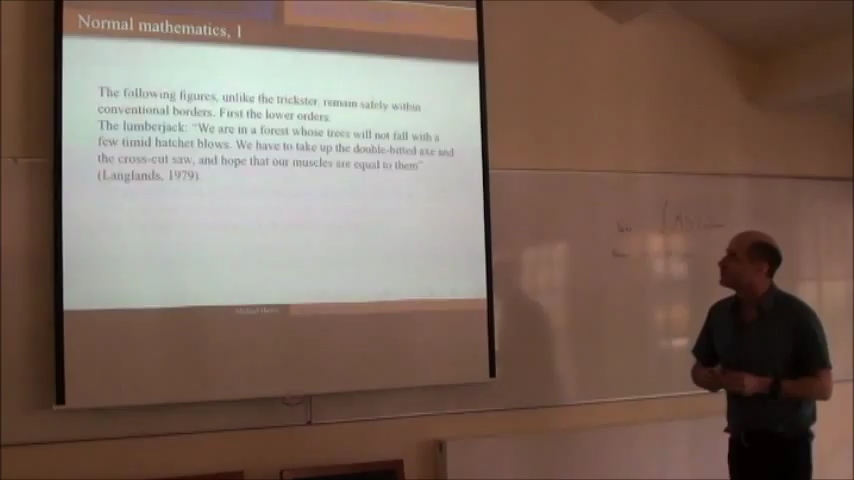 Normal mathematics, 1
The following figures, unlike the trickster, remain safely within
conventional borders. First the lower orders:
The lumberjack: "We are in a forest whose trees will not fall with a
few timid hatchet blows. We have to take up the double-bitted axe and
the cross-cut saw, and hope that our muscles are equal to them"
(Langlands, 1979).
Michael Harris